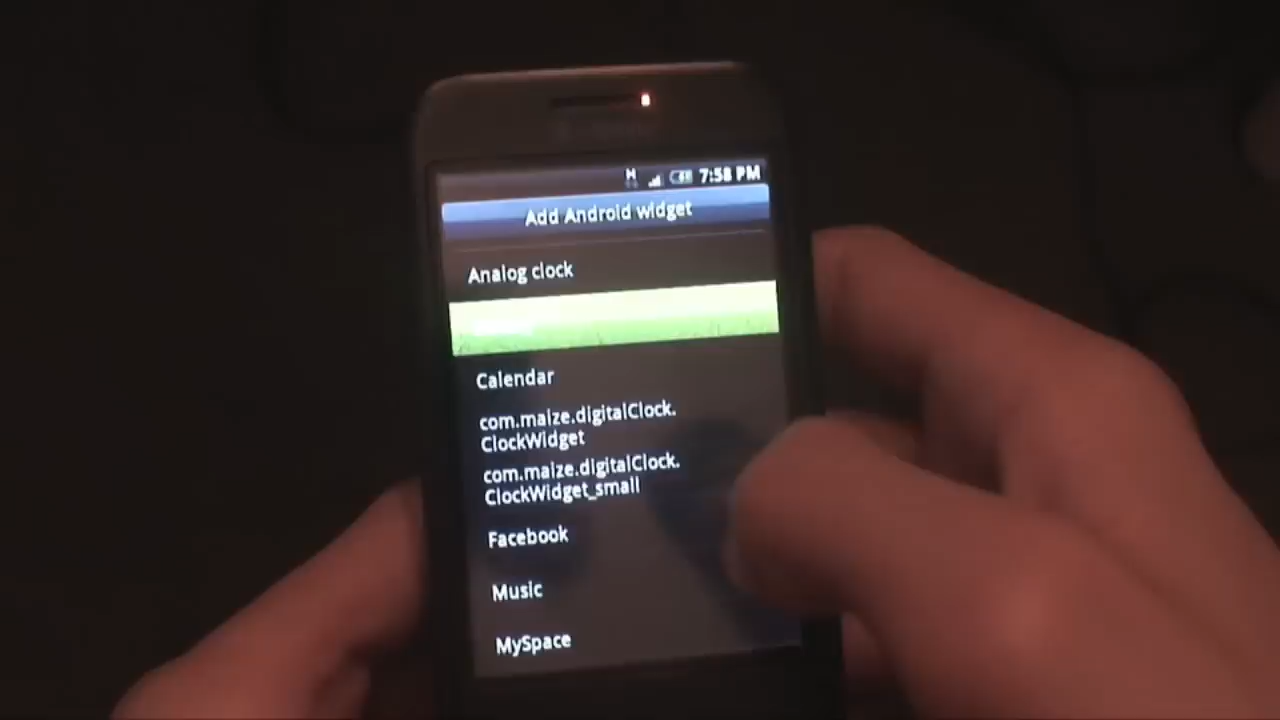 H 7:58 PM
Add Android widget
Analog clock
Calendar
com.maize.digitalClock.
ClockWidget
com.maize.digitalClock.
ClockWidget_small
Facebook
Music
MySpace